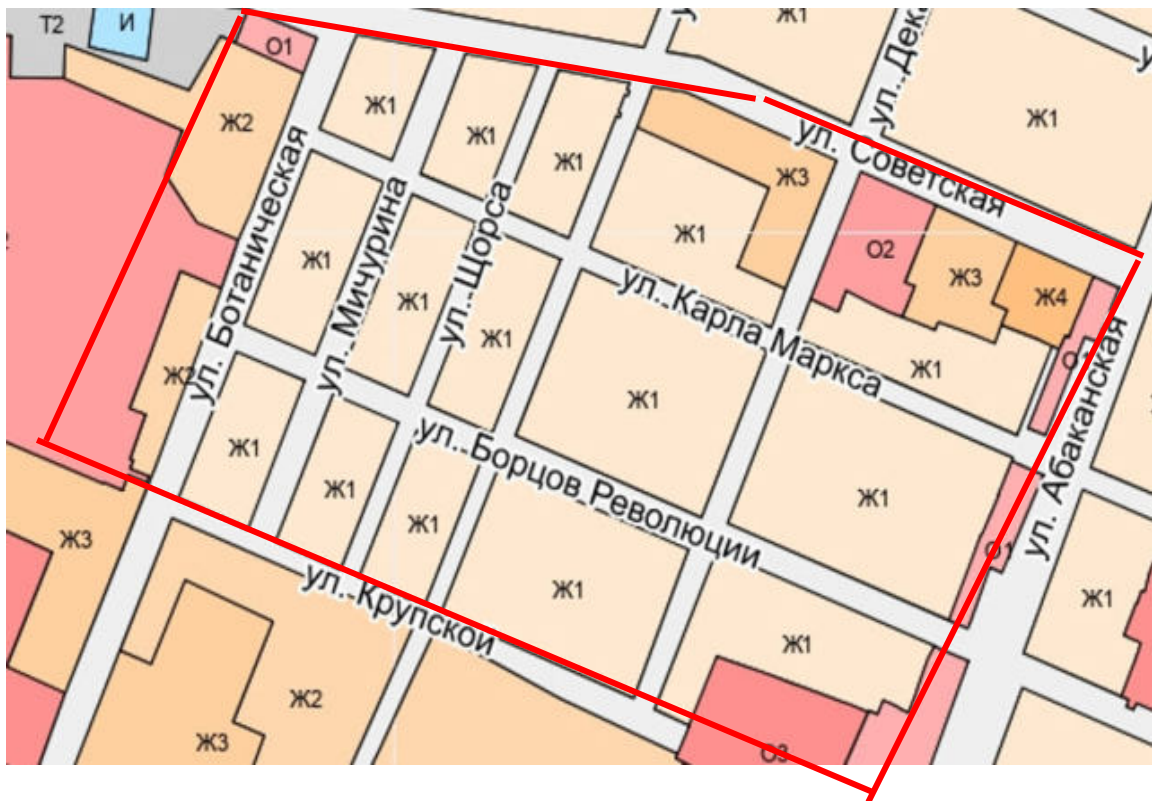 Т2
И
О1
Ж1
ул. Дека
Ж2
Ж1
Ж1
Ж1
Ж1
ул. Советская
Ж3
Ж1
О2
Ж3
Ж4
О1
ул. Ботаническая
ул. Мичурина
ул. Щорса
ул. Карла Маркса
ул. Абаканская
Ж1
Ж1
Ж1
Ж1
Ж1
Ж2
Ж1
Ж1
Ж1
ул. Борцов Революции
Ж1
О1
Ж3
Ж1
Ж1
Ж1
ул. Крупской
Ж2
Ж3
О3